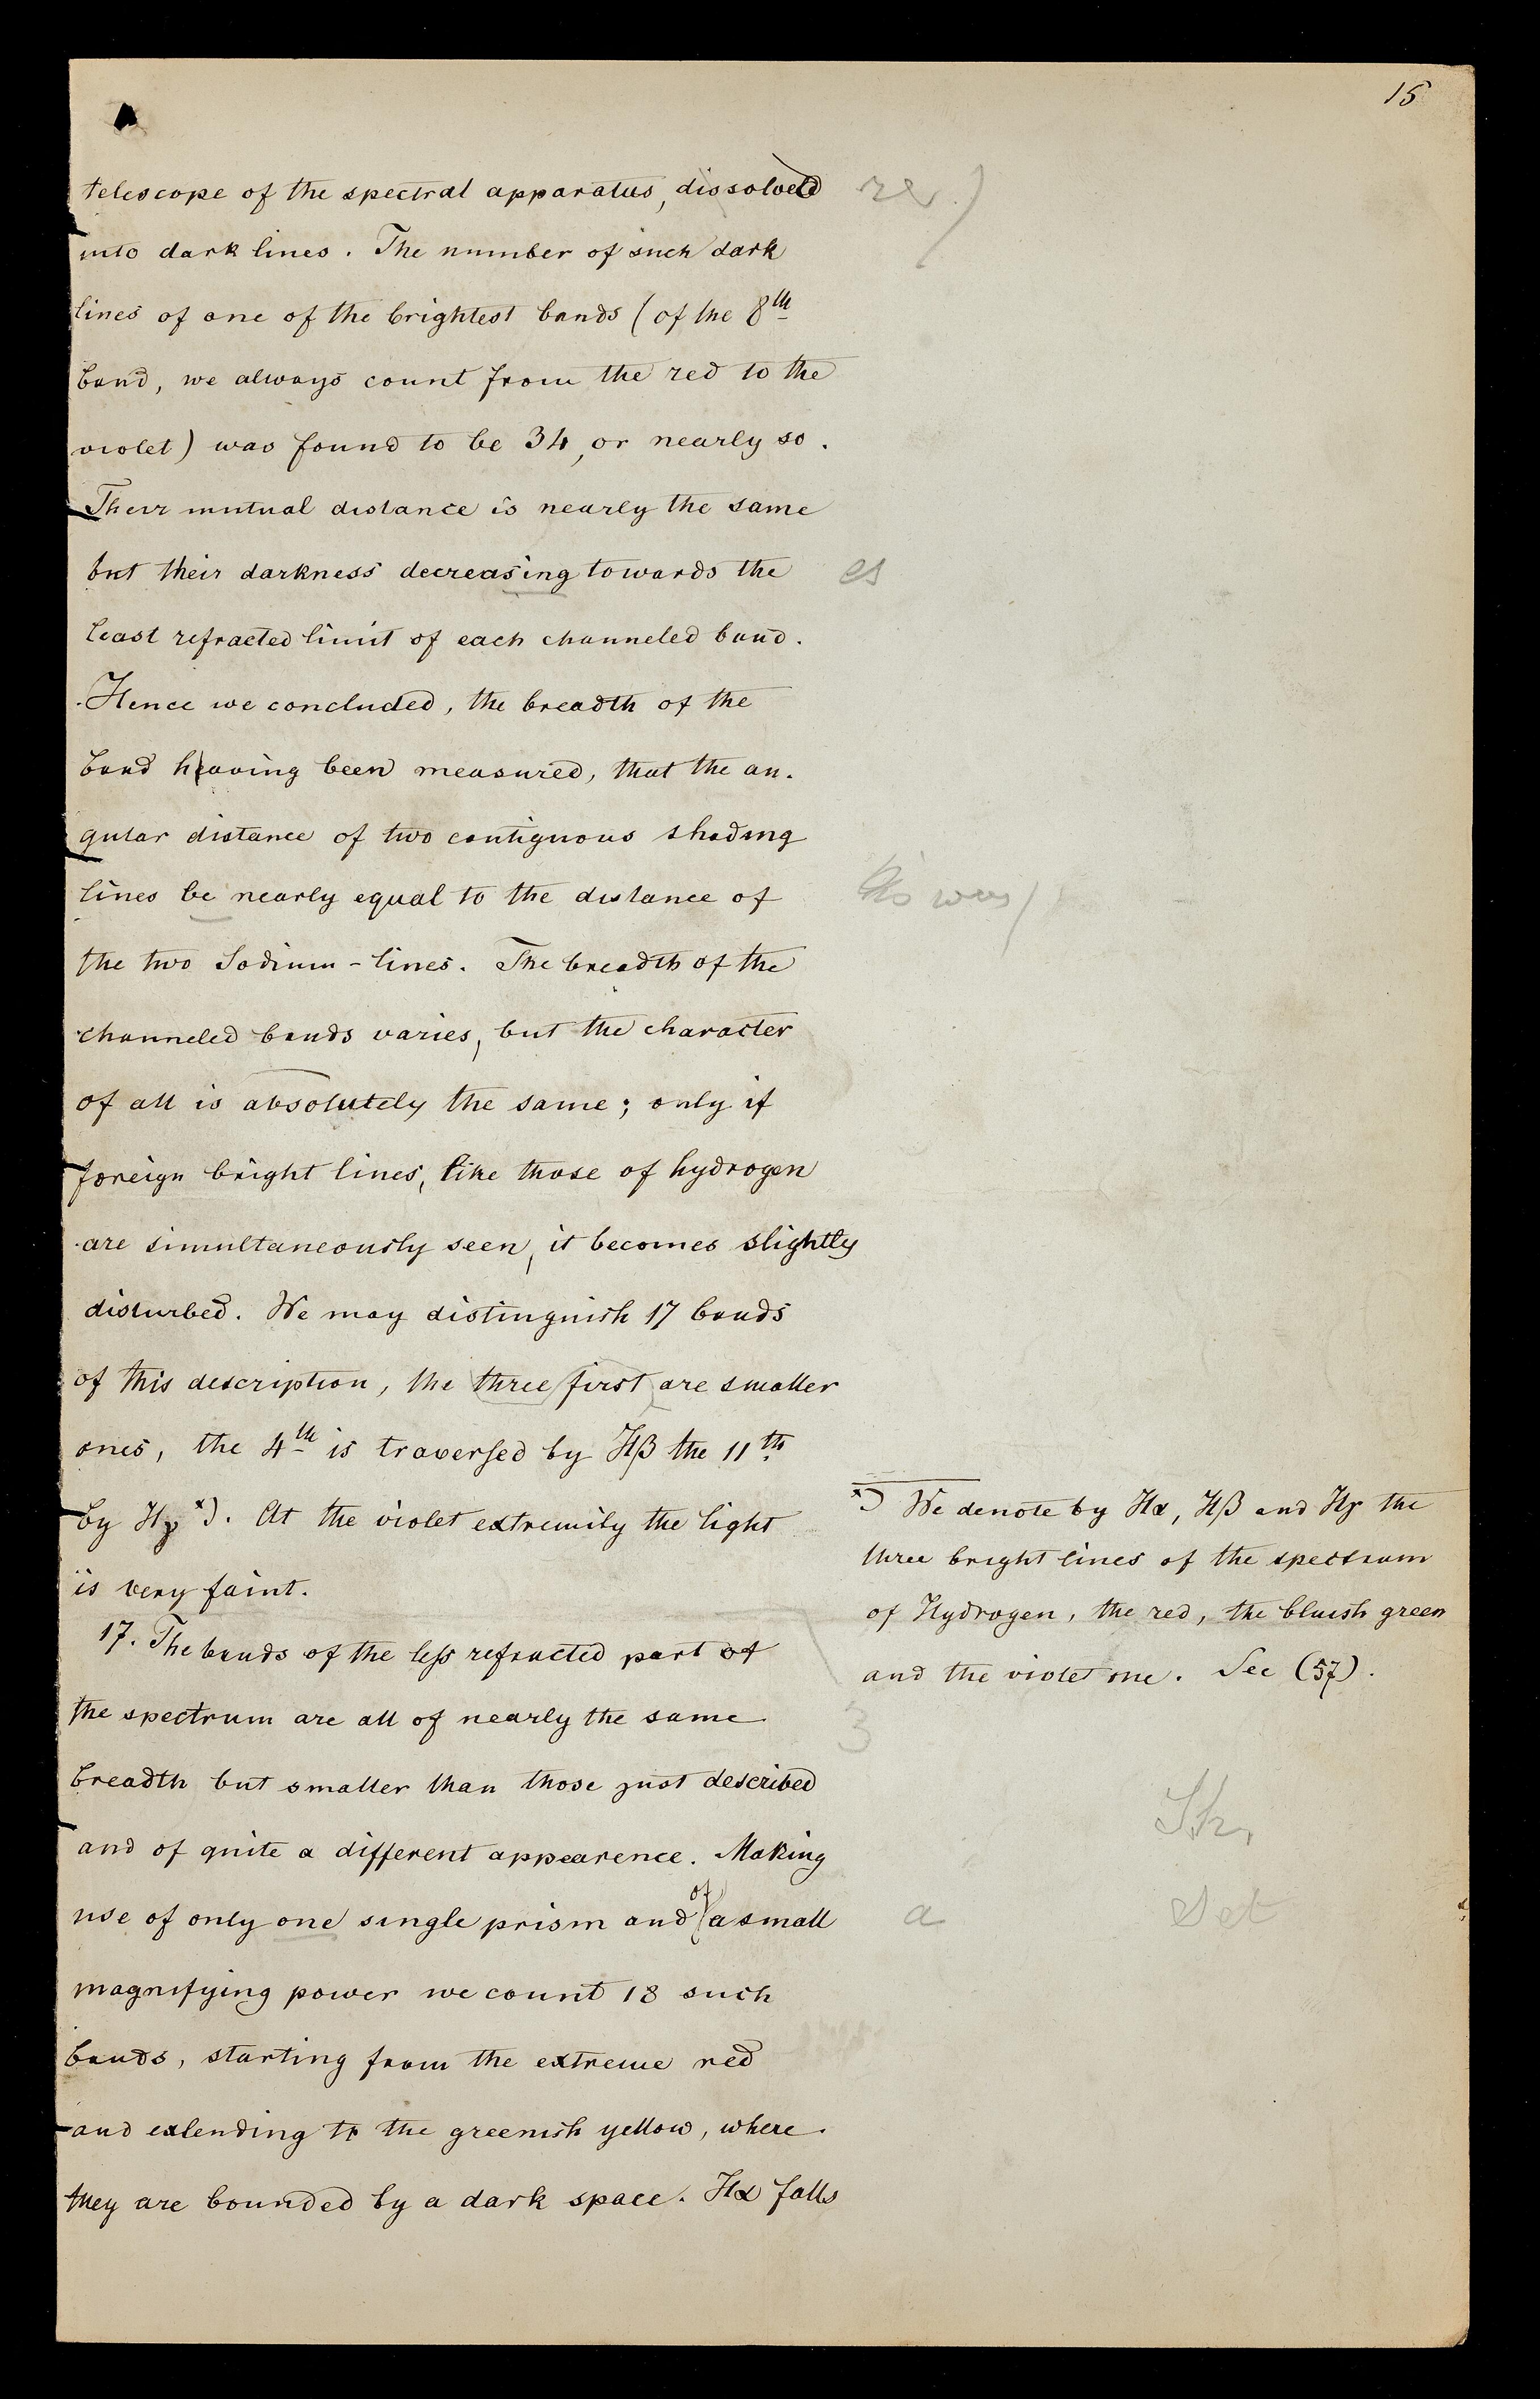 15
telescope of the spectral apparatus, dissolved
into dark lines. The number of such dark
lines of one of the brightest bands (of the 8th
band, we always count from the red to the
violet) was found to be 34, or nearly so.
Their mutual distance is nearly the same
but their darkness decreasing towards the
es
least refracted limit of each channeled band.
Hence we concluded, the breadth of the
band having been measured, that the an-
gular distance of two contiguous shading
lines be nearly equal to the distance of
the two Sodium-lines. The breadth of the
channeled bands varies, but the character
of all is absolutely the same; only if
foreign bright lines, like those of hydrogen
are simultaneously seen, it becomes slightly
disturbed. We may distinguish 17 bands
of this description, the three first are smaller
ones, the 4th is traversed by Hβ the 11th
by Hγ x). At the violet extremity the light
is very faint.
17. The bands of the less refracted part of
the spectrum are all of nearly the same
breadth but smaller than those just described
and of quite a different appearence. Making
use of only one single prism and of a small
a
magnifying power we count 18 such
bands, starting from the extreme red
and extending to the greenish yellow, where
they are bounded by a dark space. Hα falls
x) We denote by Hα, Hβ and Hγ the
three bright lines of the spectrum
of Hydrogen, the red, the bluish green
and the violet one. See (57).
3